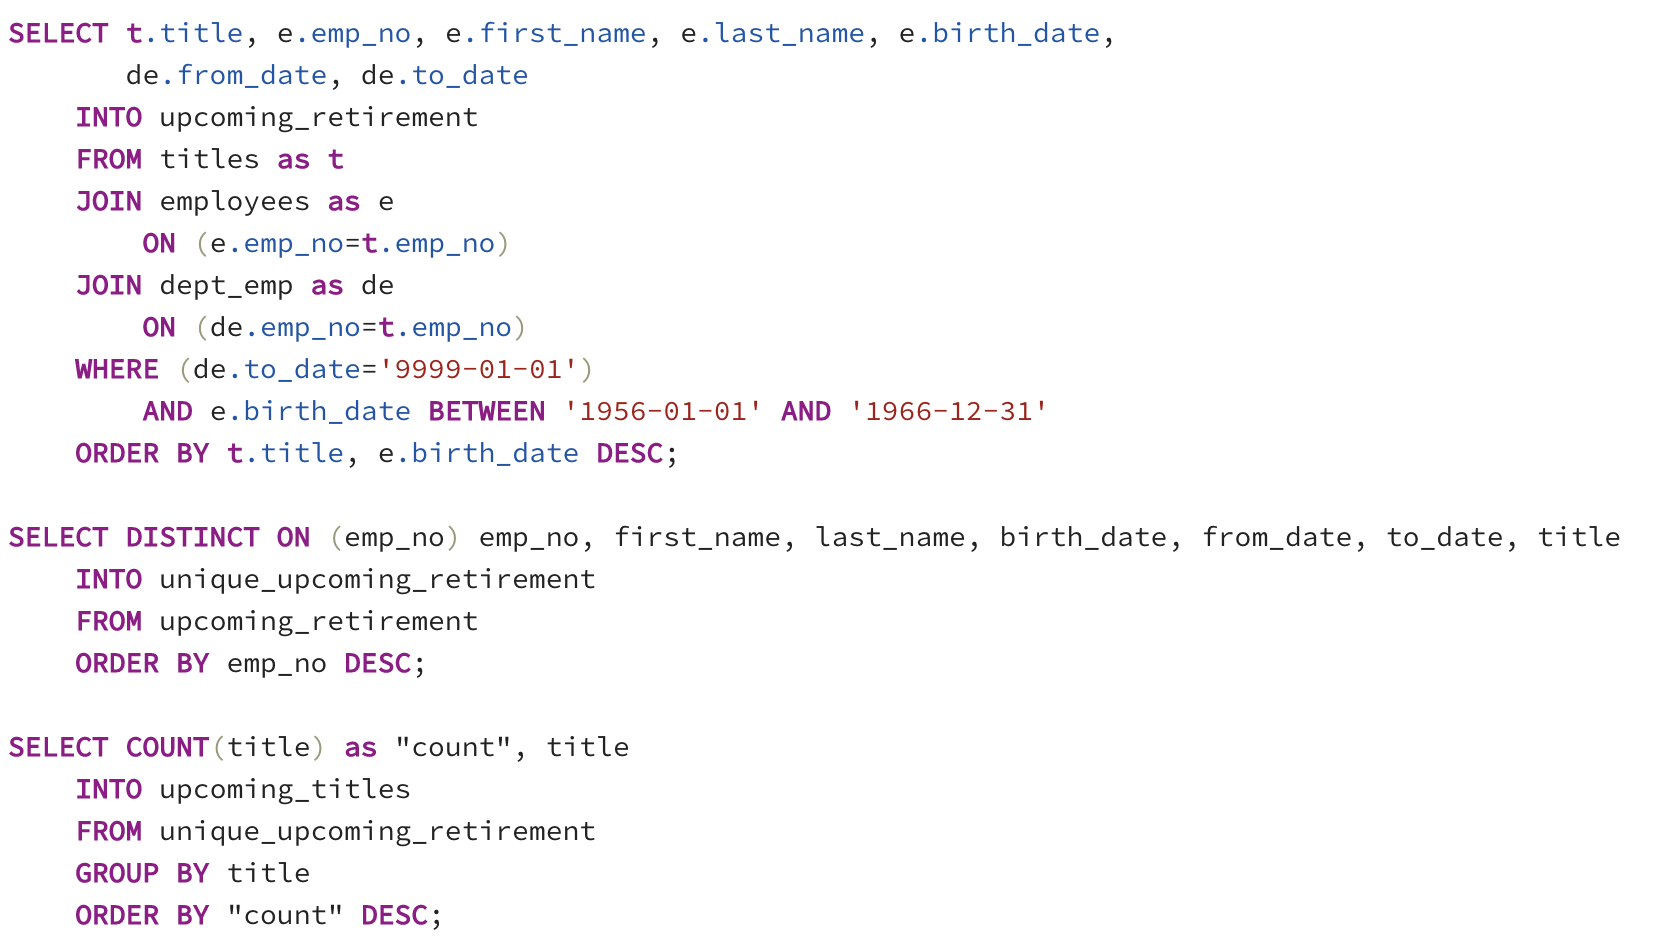 SELECT t.title, e.emp_no, e.first_name, e.last_name, e.birth_date,
       de.from_date, de.to_date
    INTO upcoming_retirement
    FROM titles as t
    JOIN employees as e
        ON (e.emp_no=t.emp_no)
    JOIN dept_emp as de
        ON (de.emp_no=t.emp_no)
    WHERE (de.to_date='9999-01-01')
        AND e.birth_date BETWEEN '1956-01-01' AND '1966-12-31'
    ORDER BY t.title, e.birth_date DESC;

SELECT DISTINCT ON (emp_no) emp_no, first_name, last_name, birth_date, from_date, to_date, title
    INTO unique_upcoming_retirement
    FROM upcoming_retirement
    ORDER BY emp_no DESC;

SELECT COUNT(title) as "count", title
    INTO upcoming_titles
    FROM unique_upcoming_retirement
    GROUP BY title
    ORDER BY "count" DESC;